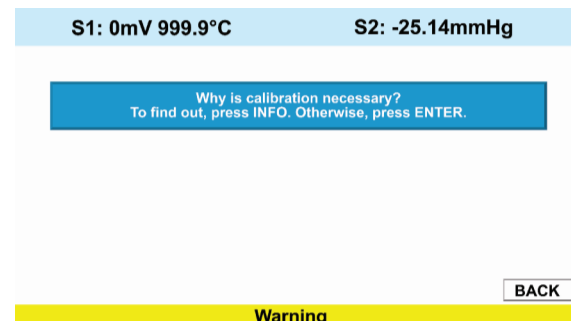 S1: 0mV 999.9°C S2: -25.14mmHg
Why is calibration necessary?
To find out, press INFO. Otherwise, press ENTER.
BACK
Warning